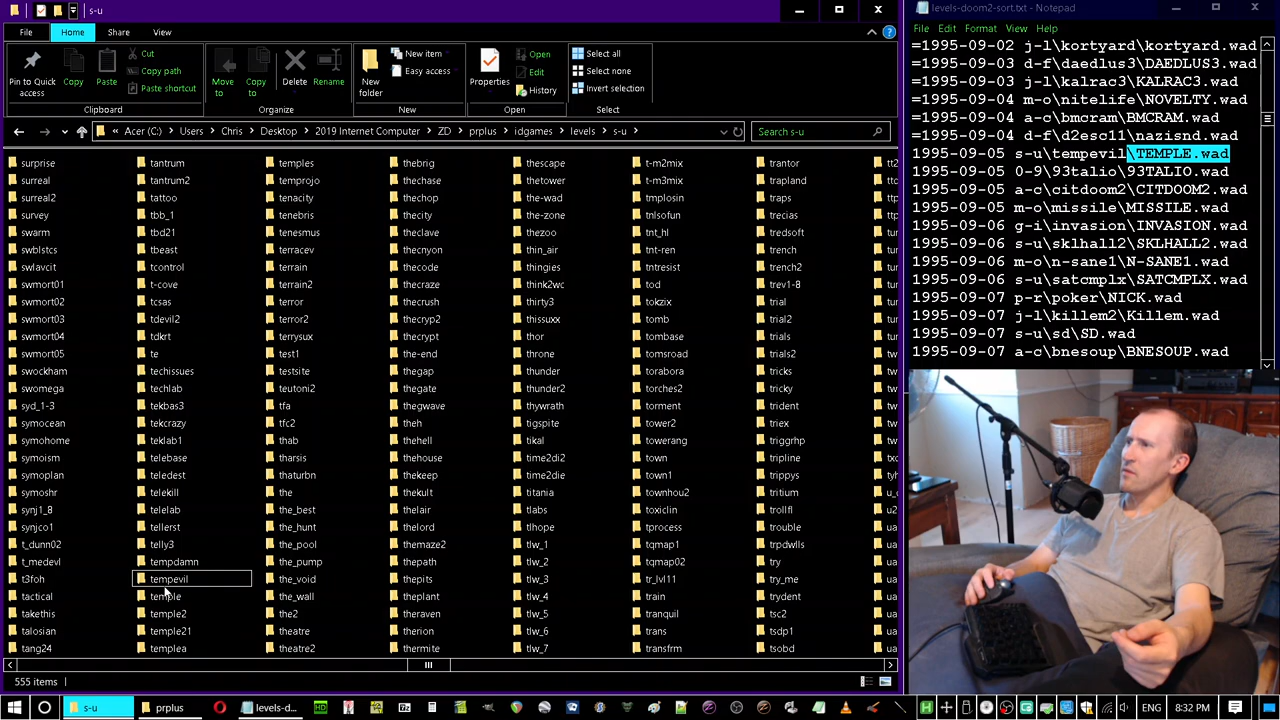 s-u
File Home Share View
Pin to Quick access
Copy
Paste
Cut
Copy path
Paste shortcut
Clipboard
Move to
Copy to
Delete
Rename
Organize
New folder
New item
Easy access
New
Properties
Open
Edit
History
Open
Select all
Select none
Invert selection
Select
« Acer (C:) > Users > Chris > Desktop > 2019 Internet Computer > ZD > prplus > idgames > levels > s-u >
Search s-u
surprise tantrum temples thebrig thescape t-m2mix trantor tt2
surreal tantrum2 temprojo thechase thetower t-m3mix trapland
surreal2 tattoo tenacity thechop the-wad tmplosin traps
survey tbb_1 tenebris thecity the-zone tnlsofun trecias
swarm tbd21 tenesmus theclave thezoo tnt_hl tredsoft
swblstcs tbeast terracev thecnyon thin_air tnt-ren trench
swlavcit tcontrol terrain thecode thingies tntresist trench2
swmort01 t-cove terrain2 thecraze think2wc tod trev1-8
swmort02 tcsas terror thecrush thirty3 tokzix trial
swmort03 tdevil2 terror2 thecryp2 thissuxx tomb trial2
swmort04 tdkrt terrysux thecrypt thor tombase trials
swmort05 te test1 the-end throne tomsroad trials2
swockham techissues testsite thegap thunder torabora tricks
swomega techlab teutoni2 thegate thunder2 torches2 tricky
syd_1-3 tekbas3 tfa thegwave thywrath torment trident
symocean tekcrazy tfc2 theh tigspite tower2 triex
symohome teklab1 thab thehell tikal towerang triggrhp
symoism telebase tharsis thehouse time2di2 town tripline
symoplan teledest thaturbn thekeep time2die town1 trippys
symoshr telekill the thekult titania townhou2 tritium
synj1_8 telelab the_best thelair tlabs toxiclin trollfl
synjco1 tellerst the_hunt thelord tlhope tprocess trouble
t_dunn02 telly3 the_pool themaze2 tlw_1 tqmap1 trpdwlls
t_medevl tempdamn the_pump thepath tlw_2 tqmap02 try
t3foh tempevil the_void thepits tlw_3 tr_lvl11 try_me
tactical temple the_wall theplant tlw_4 train trydent
takethis temple2 the2 theraven tlw_5 tranquil tsc2
talosian temple21 theatre therion tlw_6 trans tsdp1
tang24 templea theatre2 thermite tlw_7 transfrm tsobd
555 items
levels-doom2-sort.txt - Notepad
File Edit Format View Help
=1995-09-02 j-l\kortyard\kortyard.wad
=1995-09-03 d-f\daedlus3\DAEDLUS3.wad
=1995-09-03 j-l\kalrac3\KALRAC3.wad
=1995-09-04 m-o\nitelife\NOVELTY.wad
=1995-09-04 a-c\bmcram\BMCRAM.wad
=1995-09-04 d-f\d2esc11\nazisnd.wad
1995-09-05 s-u\tempevil\TEMPLE.wad
1995-09-05 0-9\93talio\93TALIO.wad
1995-09-05 a-c\citdoom2\CITDOOM2.wad
1995-09-05 m-o\missile\MISSILE.wad
1995-09-06 g-i\invasion\INVASION.wad
1995-09-06 s-u\sklhall2\SKLHALL2.wad
1995-09-06 m-o\n-sane1\N-SANE1.wad
1995-09-06 s-u\satcmplx\SATCMPLX.wad
1995-09-07 p-r\poker\NICK.wad
1995-09-07 j-l\killem2\Killem.wad
1995-09-07 s-u\sd\SD.wad
1995-09-07 a-c\bnesoup\BNESOUP.wad
s-u prplus levels-d... ENG 8:32 PM